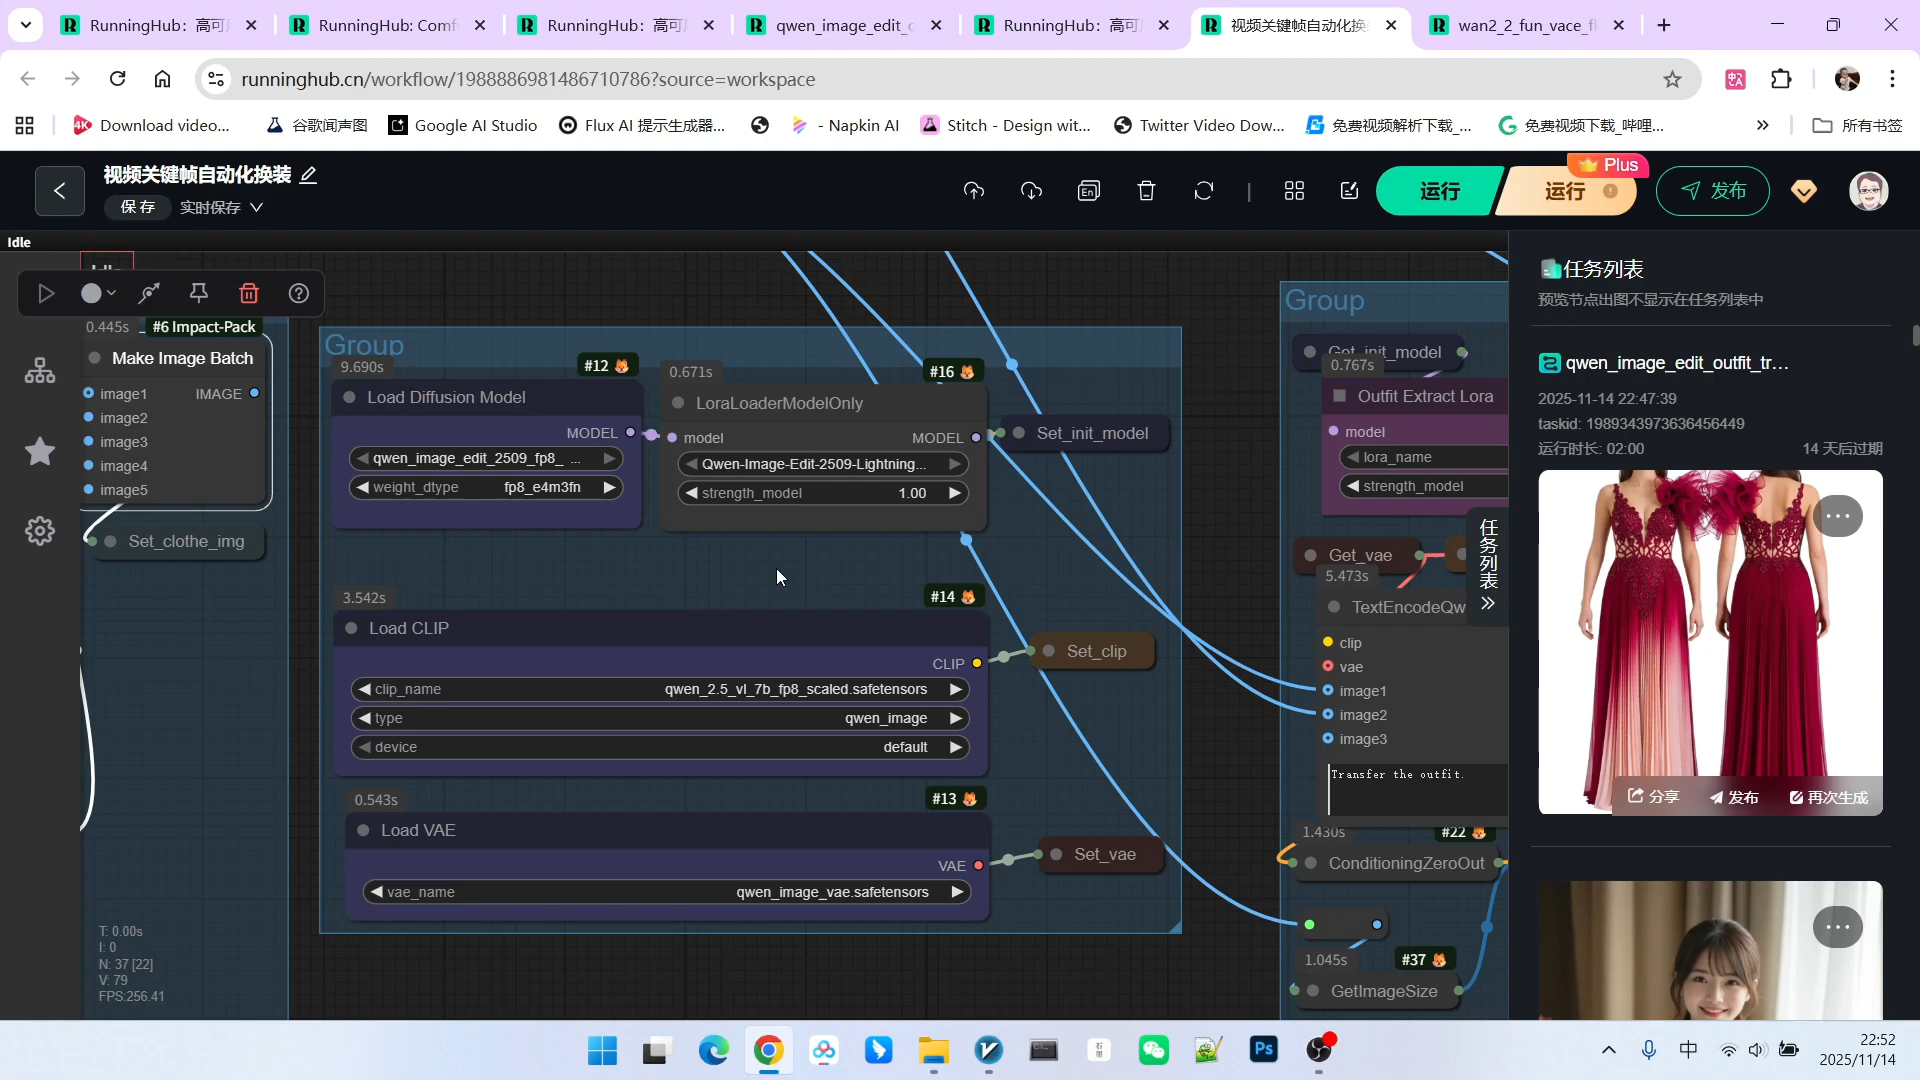 RunningHub: 高可
RunningHub: Comf
RunningHub: 高可
qwen_image_edit_
RunningHub: 高可
视频关键帧自动化换
wan2_2_fun_vace_f
runninghub.cn/workflow/1988886981486710786?source=workspace
Download video...
谷歌闻声图
Google AI Studio
Flux AI 提示生成器...
- Napkin AI
Stitch - Design wit...
Twitter Video Dow...
免费视频解析下载_...
免费视频下载_哔哩...
所有书签
视频关键帧自动化换装
保存
实时保存
En
运行
运行
Plus
发布
Idle
0.445s
#6 Impact-Pack
Make Image Batch
image1
IMAGE
image2
image3
image4
image5
Set_clothe_img
Group
9.690s
#12
Load Diffusion Model
MODEL
qwen_image_edit_2509_fp8_ ...
weight_dtype
fp8_e4m3fn
0.671s
#16
LoraLoaderModelOnly
model
MODEL
Qwen-Image-Edit-2509-Lightning...
strength_model
1.00
Set_init_model
3.542s
#14
Load CLIP
CLIP
clip_name
qwen_2.5_vl_7b_fp8_scaled.safetensors
type
qwen_image
device
default
Set_clip
0.543s
#13
Load VAE
VAE
vae_name
qwen_image_vae.safetensors
Set_vae
Group
Get_init_model
0.767s
Outfit Extract Lora
model
lora_name
strength_model
Get_vae
5.473s
TextEncodeQw
clip
vae
image1
image2
image3
Transfer the outfit.
1.430s
#22
ConditioningZeroOut
1.045s
#37
GetImageSize
T: 0.00s
I: 0
N: 37 [22]
V: 79
FPS:256.41
任务列表
任务列表
预览节点出图不显示在任务列表中
qwen_image_edit_outfit_tr...
2025-11-14 22:47:39
taskid: 1989343973636456449
运行时长: 02:00
14 天后过期
分享
发布
再次生成
Ps
中
22:52
2025/11/14